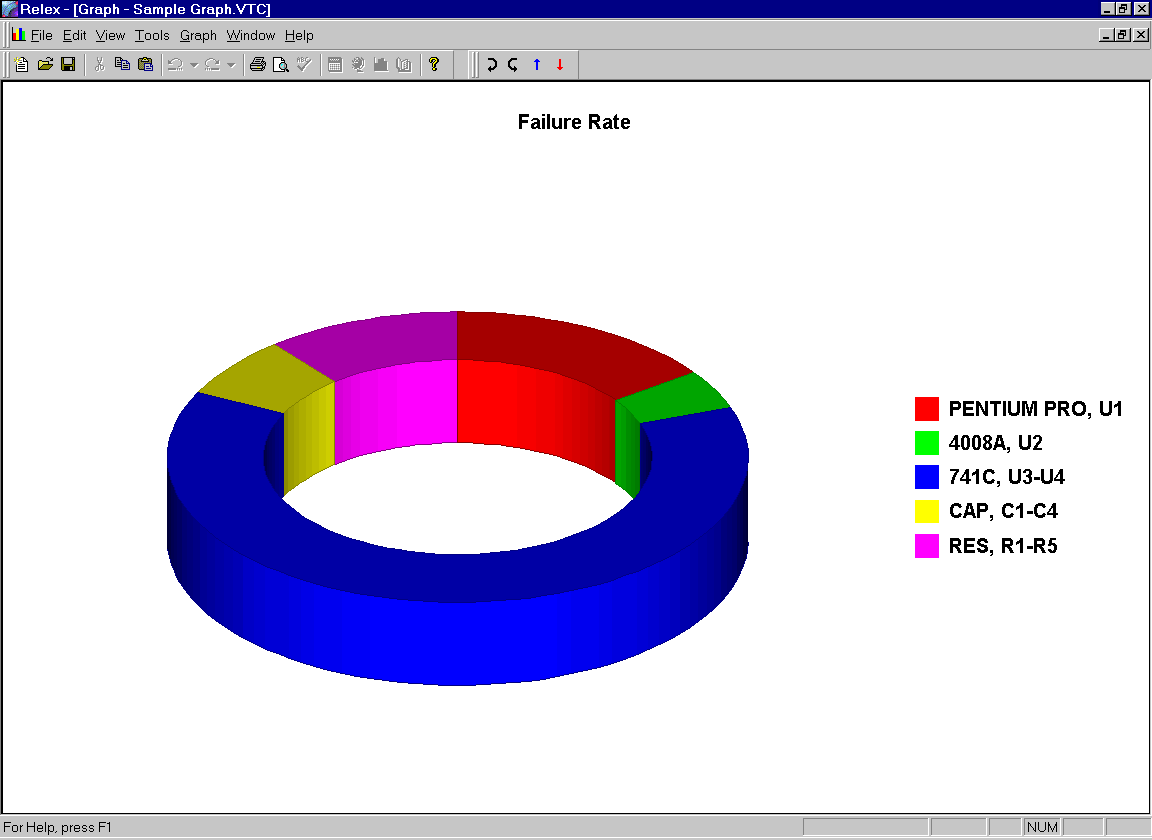 Relex - [Graph - Sample Graph.VTC]
File Edit View Tools Graph Window Help
Failure Rate
PENTIUM PRO, U1
4008A, U2
741C, U3-U4
CAP, C1-C4
RES, R1-R5
For Help, press F1
NUM